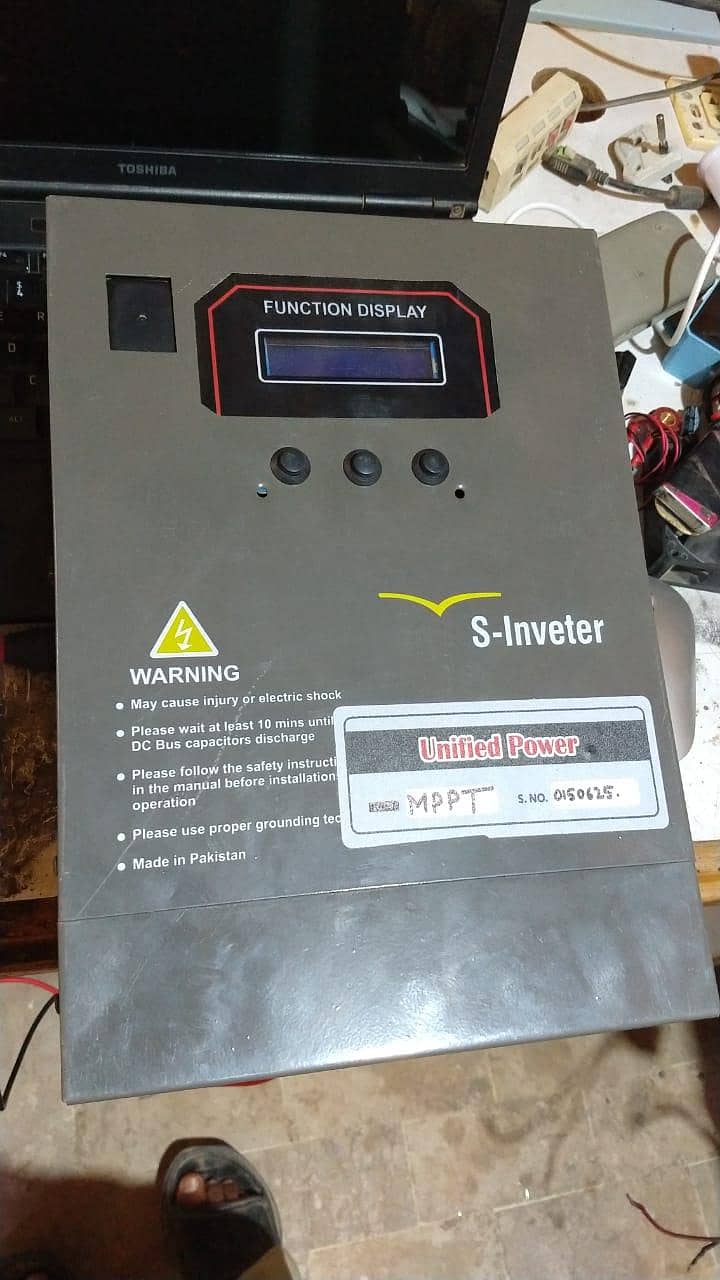 TOSHIBA
FUNCTION DISPLAY
S-Inveter
WARNING
May cause injury or electric shock
Please wait at least 10 mins until
DC Bus capacitors discharge
Please follow the safety instructi
in the manual before installation
operation
Please use proper grounding tec
Made in Pakistan
Unified Power
MPPT
S.NO. 0150625.